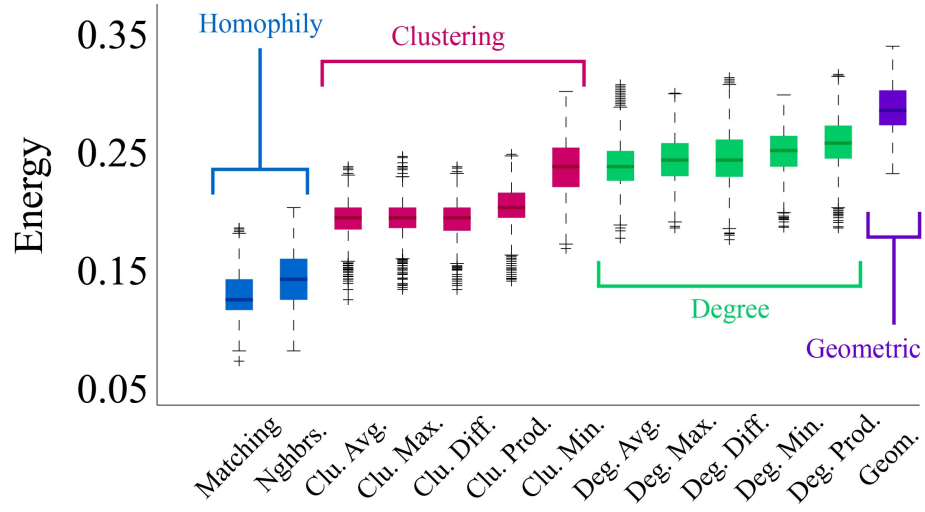 0.35
0.25
0.15
0.05
Energy
Homophily
Clustering
Degree
Geometric
Matching
Nghbrs.
Clu. Avg.
Clu. Max.
Clu. Diff.
Clu. Prod.
Clu. Min.
Deg. Avg.
Deg. Max.
Deg. Diff.
Deg. Min.
Deg. Prod.
Geom.